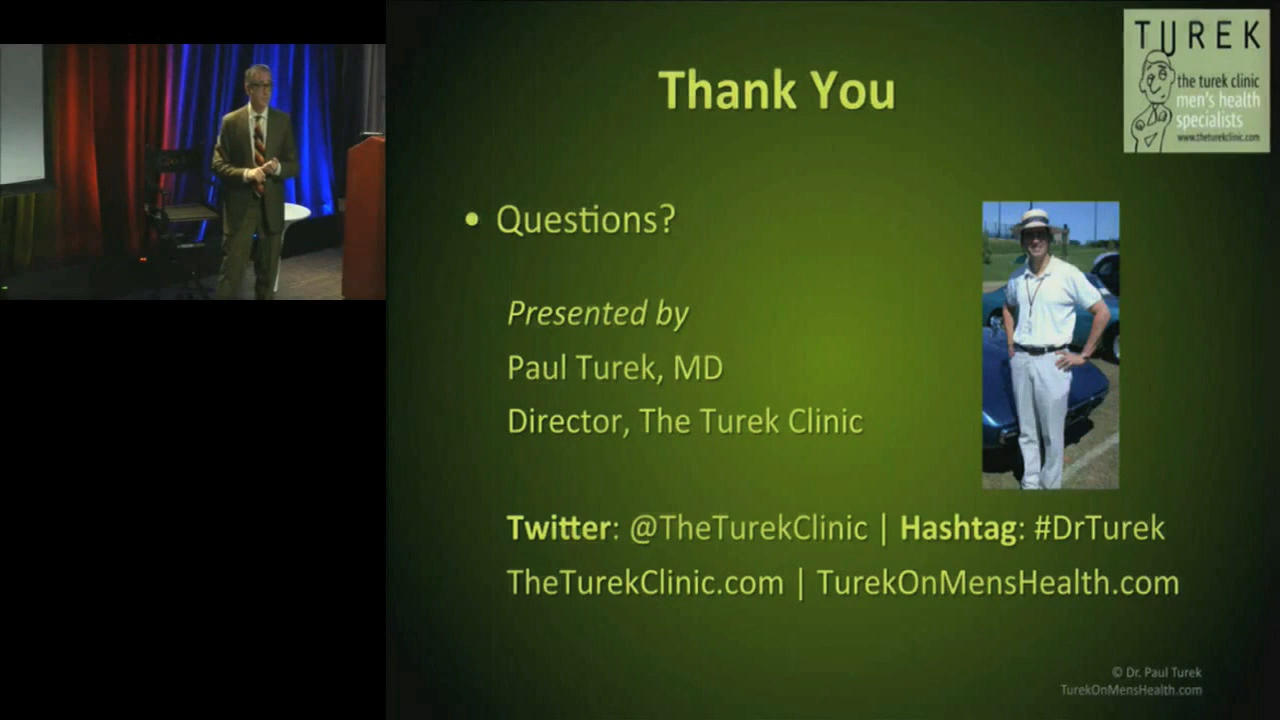 Thank You
TUREK
the turek clinic
men's health
specialists
www.theturekclinic.com
• Questions?
Presented by
Paul Turek, MD
Director, The Turek Clinic
Twitter: @TheTurekClinic | Hashtag: #DrTurek
TheTurekClinic.com | TurekOnMensHealth.com
© Dr. Paul Turek
TurekOnMensHealth.com